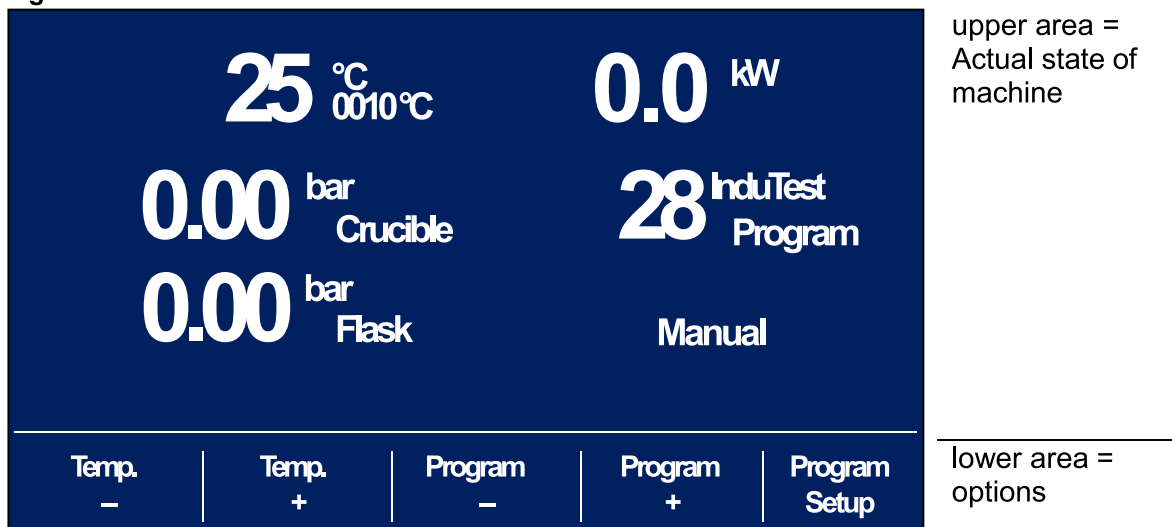 25 °C
0010 °C
0.0 kW
0.00 bar
Crucible
28 InduTest
Program
0.00 bar
Flask
Manual
Temp.
–
Temp.
+
Program
–
Program
+
Program
Setup
upper area =
Actual state of
machine
lower area =
options